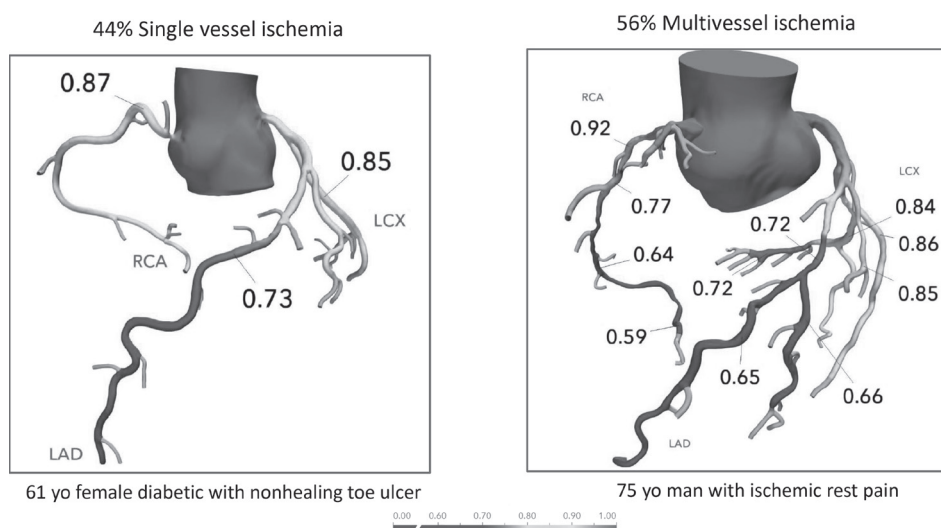 44% Single vessel ischemia
0.87
0.85
LCX
RCA
0.73
LAD
61 yo female diabetic with nonhealing toe ulcer
56% Multivessel ischemia
RCA
0.92
LCX
0.77
0.72
0.84
0.86
0.64
0.72
0.85
0.59
0.65
0.66
LAD
75 yo man with ischemic rest pain
0.00 0.60 0.70 0.80 0.90 1.00